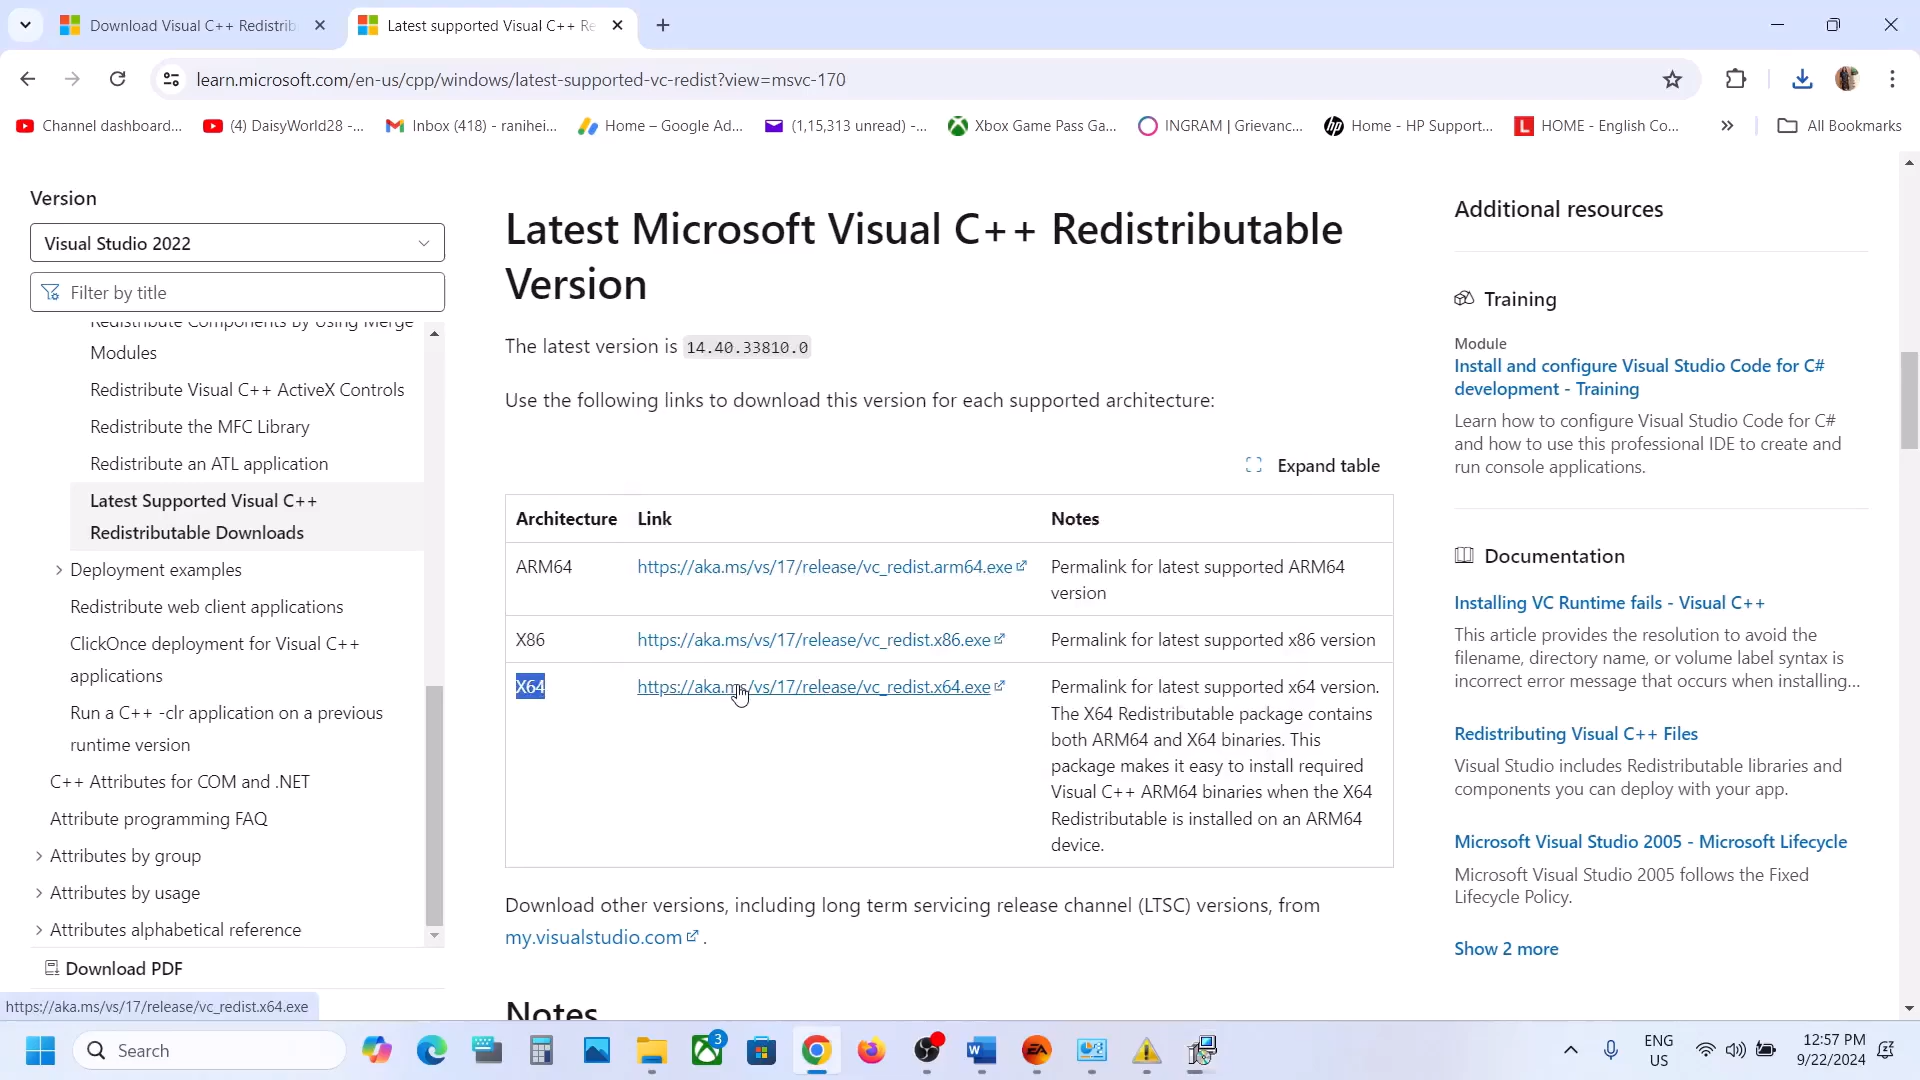 Download Visual C++ Redistrib
Latest supported Visual C++ Re
learn.microsoft.com/en-us/cpp/windows/latest-supported-vc-redist?view=msvc-170
Channel dashboard...
(4) DaisyWorld28 -...
Inbox (418) - ranihei...
Home – Google Ad...
(1,15,313 unread) -...
Xbox Game Pass Ga...
INGRAM | Grievanc...
Home - HP Support...
HOME - English Co...
All Bookmarks
Version
Visual Studio 2022
Filter by title
Redistribute Components By Using Merge
Modules
Redistribute Visual C++ ActiveX Controls
Redistribute the MFC Library
Redistribute an ATL application
Latest Supported Visual C++
Redistributable Downloads
Deployment examples
Redistribute web client applications
ClickOnce deployment for Visual C++
applications
Run a C++ -clr application on a previous
runtime version
C++ Attributes for COM and .NET
Attribute programming FAQ
Attributes by group
Attributes by usage
Attributes alphabetical reference
Download PDF
https://aka.ms/vs/17/release/vc_redist.x64.exe
Latest Microsoft Visual C++ Redistributable
Version
The latest version is 14.40.33810.0
Use the following links to download this version for each supported architecture:
Expand table
Architecture Link Notes
ARM64 https://aka.ms/vs/17/release/vc_redist.arm64.exe Permalink for latest supported ARM64
version
X86 https://aka.ms/vs/17/release/vc_redist.x86.exe Permalink for latest supported x86 version
X64 https://aka.ms/vs/17/release/vc_redist.x64.exe Permalink for latest supported x64 version.
The X64 Redistributable package contains
both ARM64 and X64 binaries. This
package makes it easy to install required
Visual C++ ARM64 binaries when the X64
Redistributable is installed on an ARM64
device.
Download other versions, including long term servicing release channel (LTSC) versions, from
my.visualstudio.com .
Notes
Additional resources
Training
Module
Install and configure Visual Studio Code for C#
development - Training
Learn how to configure Visual Studio Code for C#
and how to use this professional IDE to create and
run console applications.
Documentation
Installing VC Runtime fails - Visual C++
This article provides the resolution to avoid the
filename, directory name, or volume label syntax is
incorrect error message that occurs when installing...
Redistributing Visual C++ Files
Visual Studio includes Redistributable libraries and
components you can deploy with your app.
Microsoft Visual Studio 2005 - Microsoft Lifecycle
Microsoft Visual Studio 2005 follows the Fixed
Lifecycle Policy.
Show 2 more
Search
3
ENG
US
12:57 PM
9/22/2024